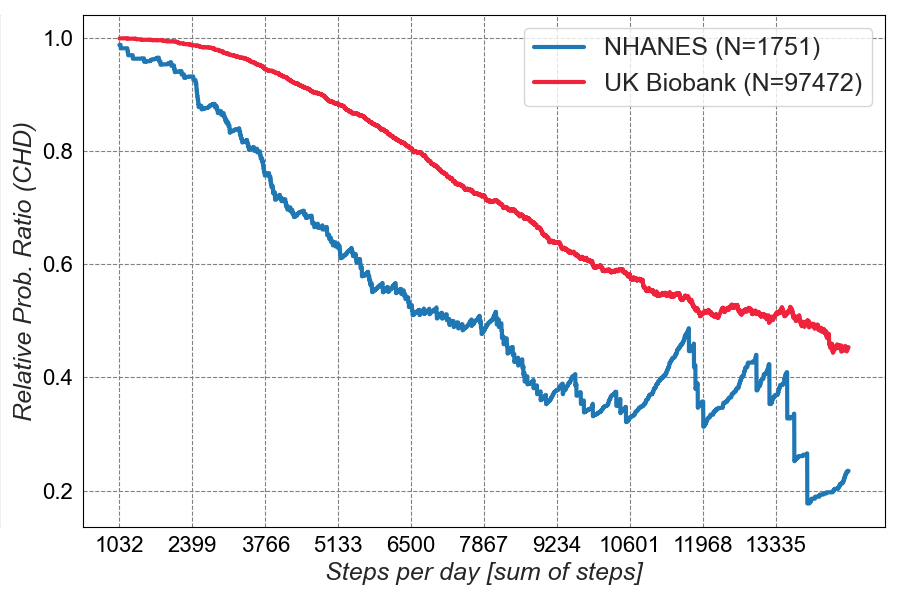 NHANES (N=1751)
UK Biobank (N=97472)
Relative Prob. Ratio (CHD)
1.0
0.8
0.6
0.4
0.2
1032 2399 3766 5133 6500 7867 9234 10601 11968 13335
Steps per day [sum of steps]